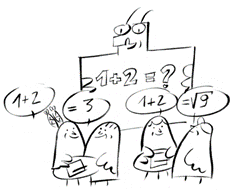 1+2 = ?
1+2
= 3
1+2
=√9